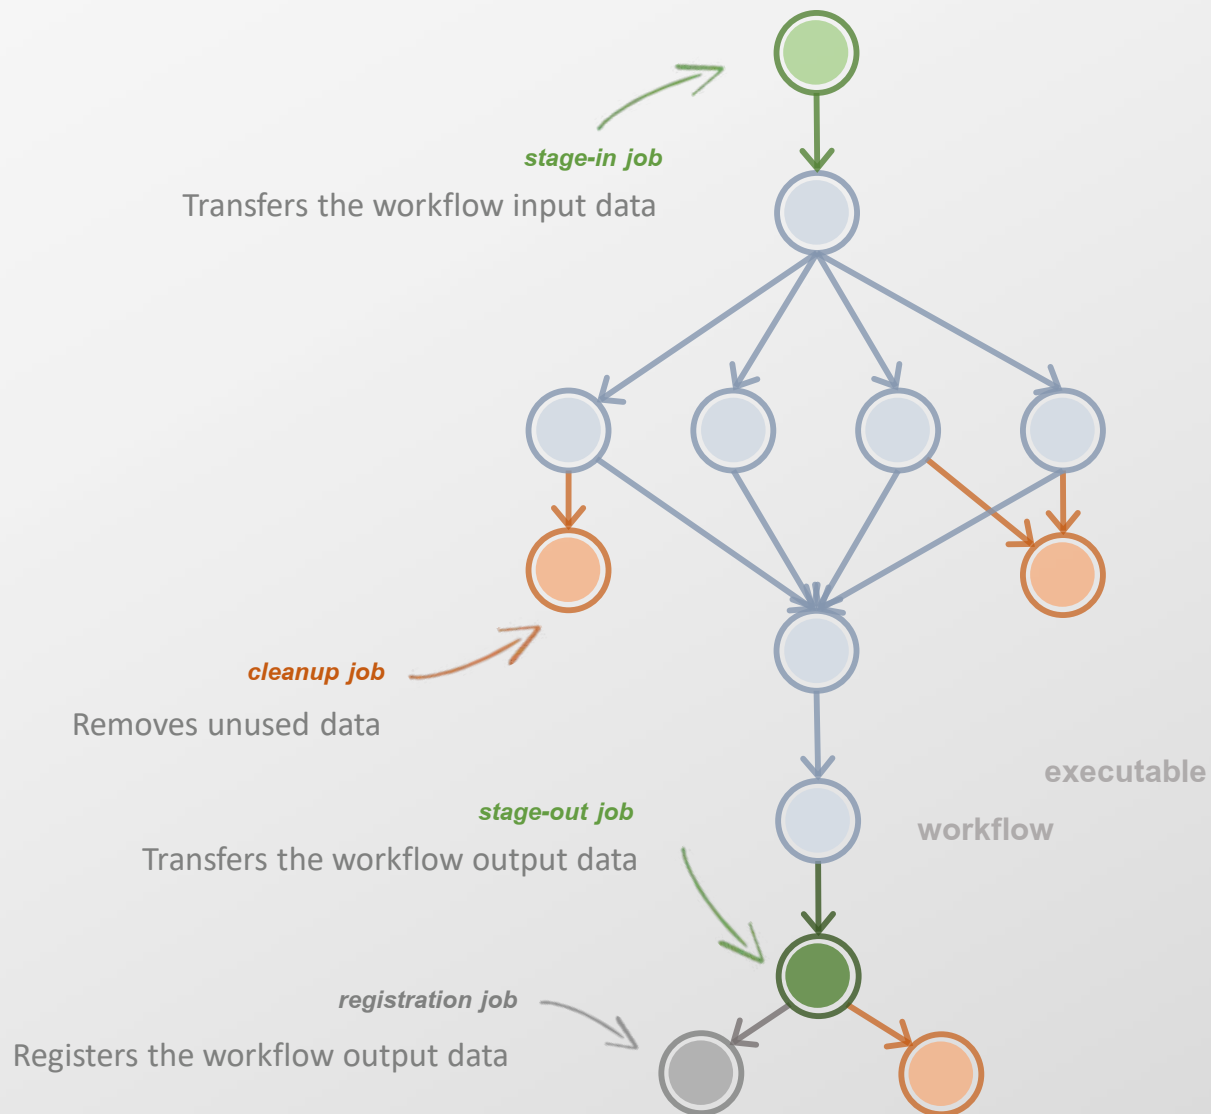 stage-in job
Transfers the workflow input data
cleanup job
Removes unused data
executable
workflow
stage-out job
Transfers the workflow output data
registration job
Registers the workflow output data